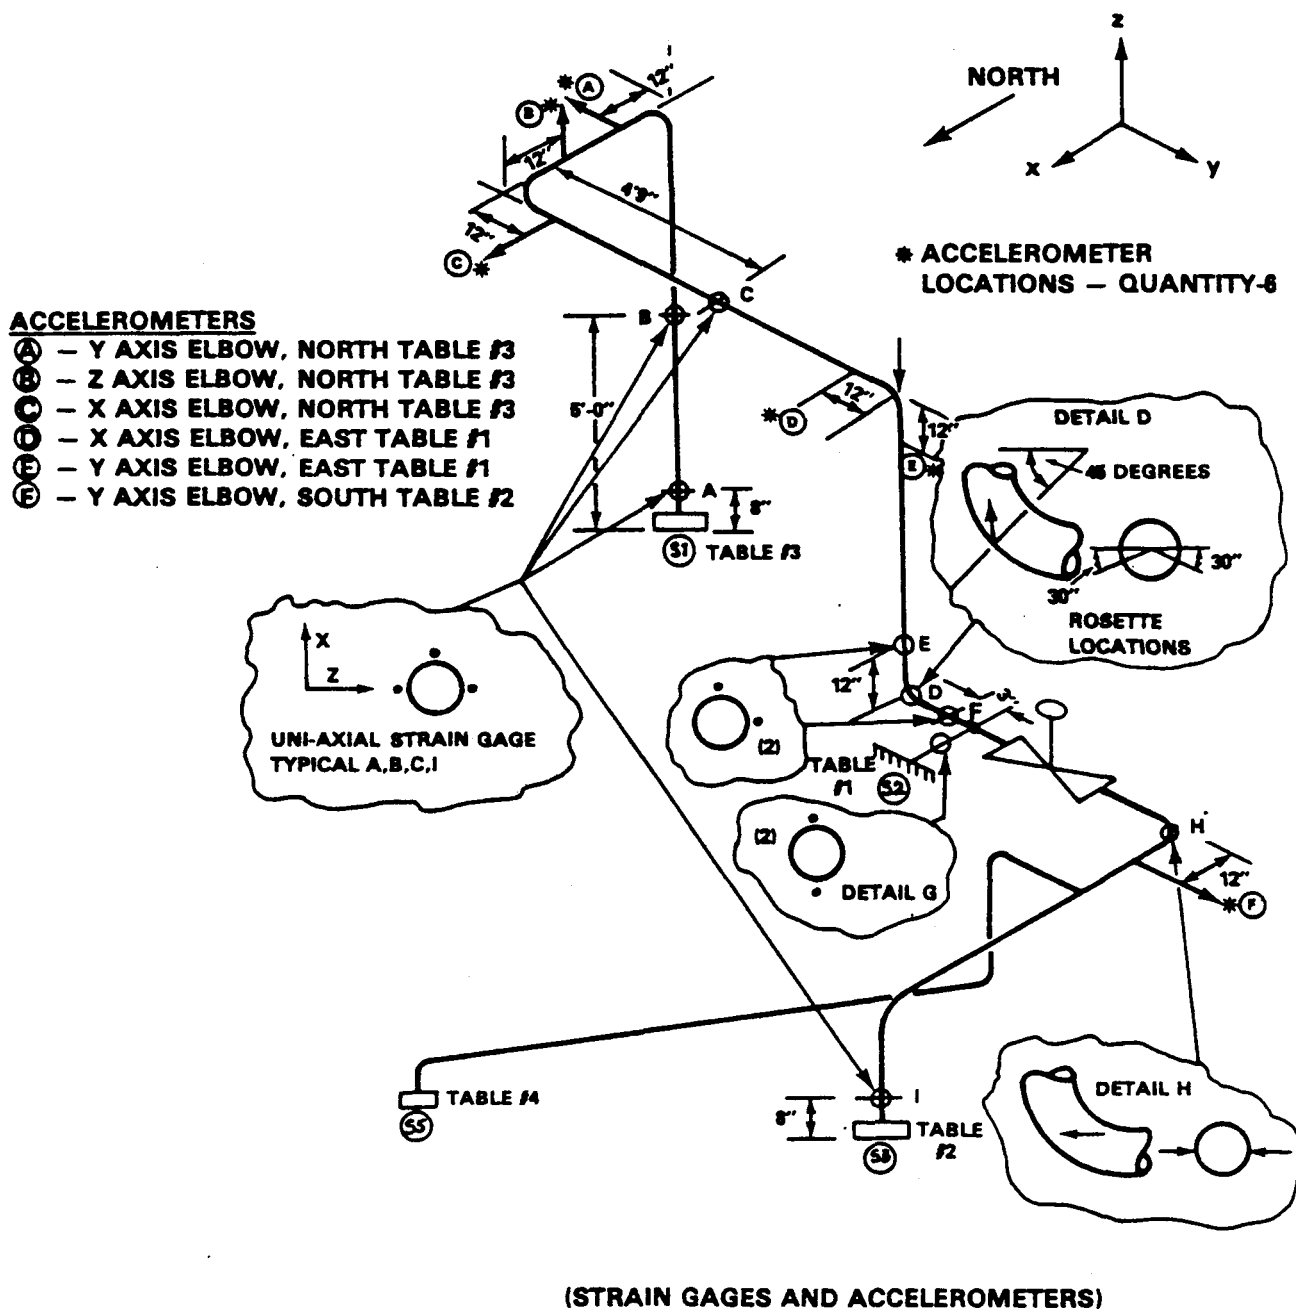 Z
NORTH
X
Y
* ACCELEROMETER
LOCATIONS — QUANTITY-6
12"
* A
B *
12"
4'9"
12"
C *
C
B
ACCELEROMETERS
A — Y AXIS ELBOW, NORTH TABLE #3
B — Z AXIS ELBOW, NORTH TABLE #3
C — X AXIS ELBOW, NORTH TABLE #3
D — X AXIS ELBOW, EAST TABLE #1
E — Y AXIS ELBOW, EAST TABLE #1
F — Y AXIS ELBOW, SOUTH TABLE #2
12"
* D
12"
E *
5'-0"
A
8"
S1 TABLE #3
DETAIL D
45 DEGREES
30"
30"
ROSETTE
LOCATIONS
X
Z
UNI-AXIAL STRAIN GAGE
TYPICAL A,B,C,I
E
12"
D
F
(2)
TABLE
#1
S2
(2)
DETAIL G
H
12"
* F
TABLE #4
S5
I
8"
TABLE
#2
DETAIL H
(STRAIN GAGES AND ACCELEROMETERS)